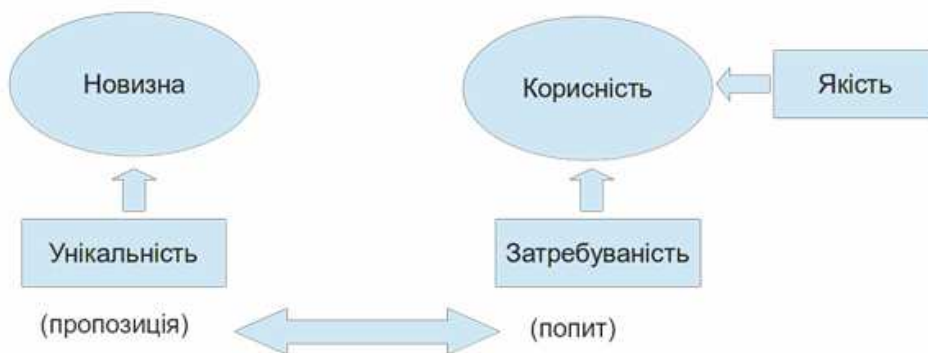 Новизна
Корисність
Якість
Унікальність
Затребуваність
(пропозиція)
(попит)